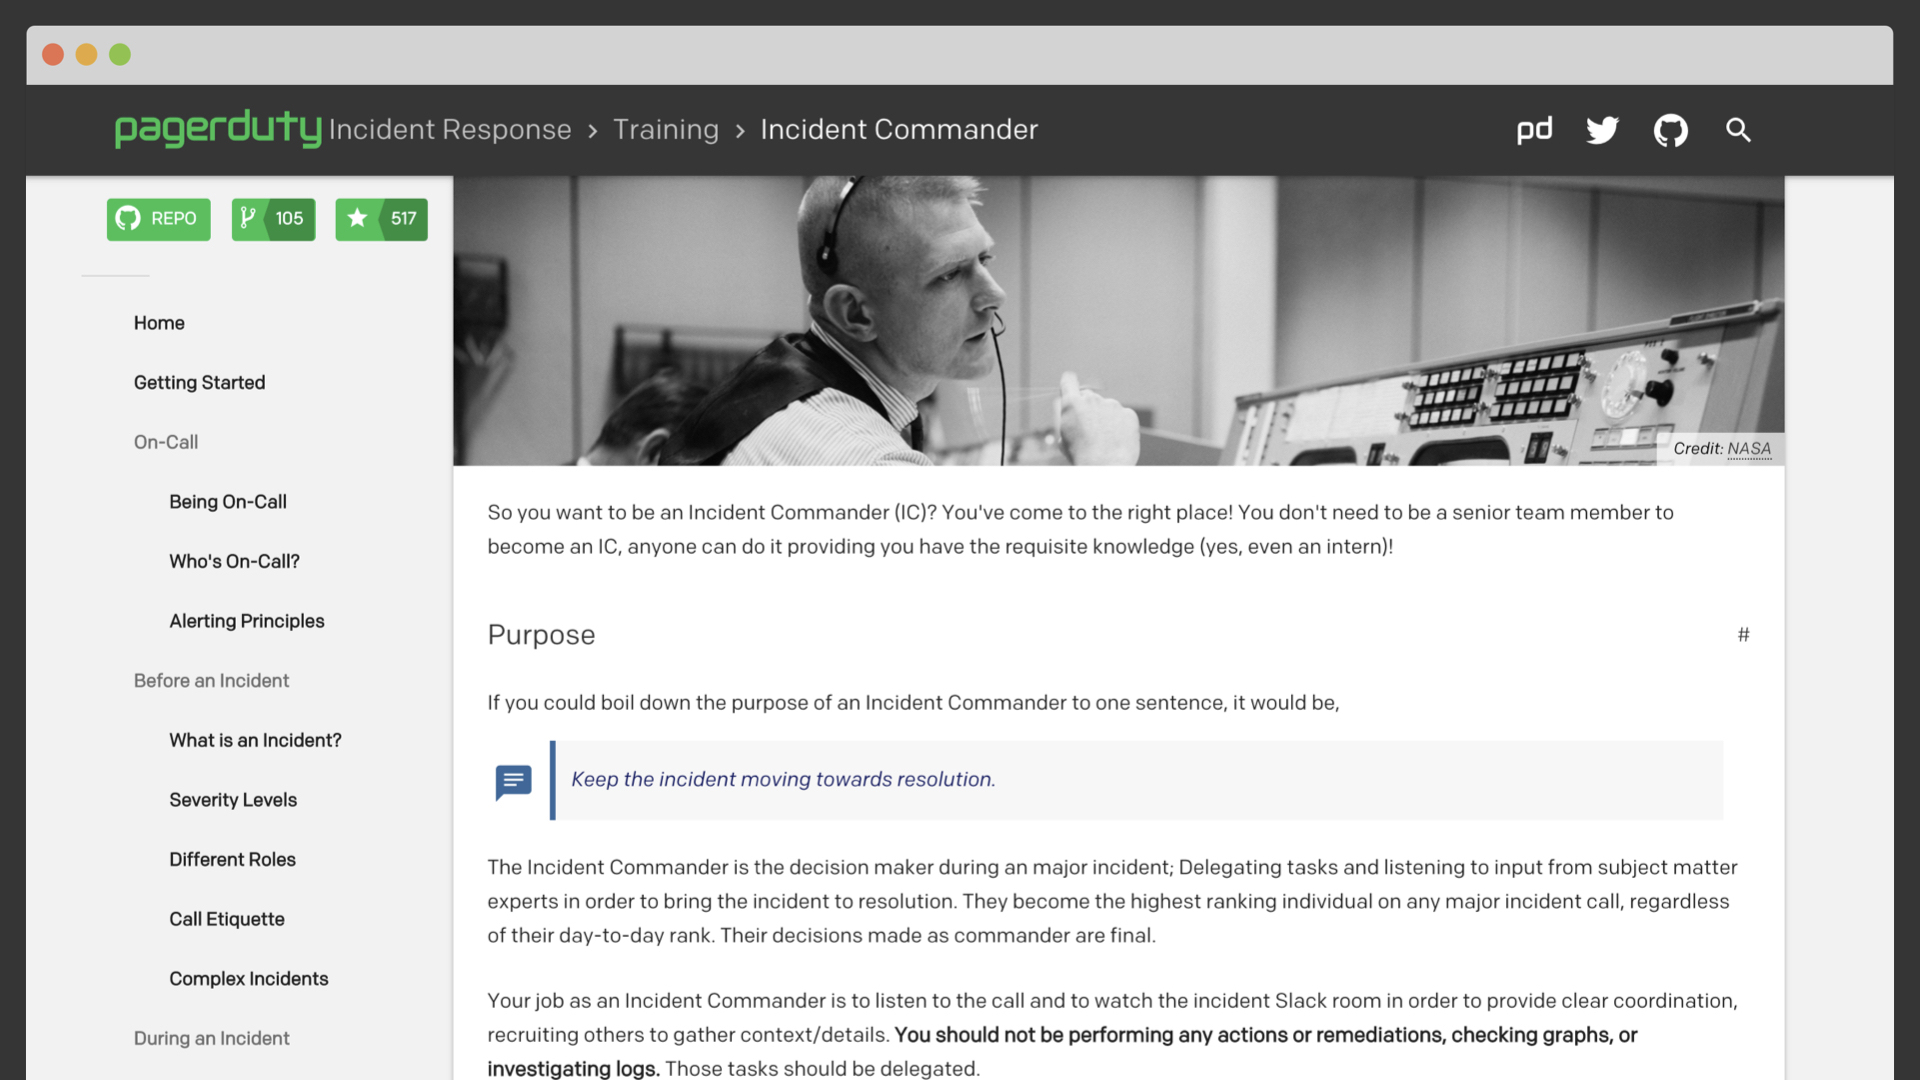 pagerduty Incident Response › Training › Incident Commander
pd
REPO 105 517
Home
Getting Started
On-Call
Being On-Call
Who's On-Call?
Alerting Principles
Before an Incident
What is an Incident?
Severity Levels
Different Roles
Call Etiquette
Complex Incidents
During an Incident
Credit: NASA
So you want to be an Incident Commander (IC)? You've come to the right place! You don't need to be a senior team member to
become an IC, anyone can do it providing you have the requisite knowledge (yes, even an intern)!
Purpose #
If you could boil down the purpose of an Incident Commander to one sentence, it would be,
Keep the incident moving towards resolution.
The Incident Commander is the decision maker during an major incident; Delegating tasks and listening to input from subject matter
experts in order to bring the incident to resolution. They become the highest ranking individual on any major incident call, regardless
of their day-to-day rank. Their decisions made as commander are final.
Your job as an Incident Commander is to listen to the call and to watch the incident Slack room in order to provide clear coordination,
recruiting others to gather context/details. You should not be performing any actions or remediations, checking graphs, or
investigating logs. Those tasks should be delegated.